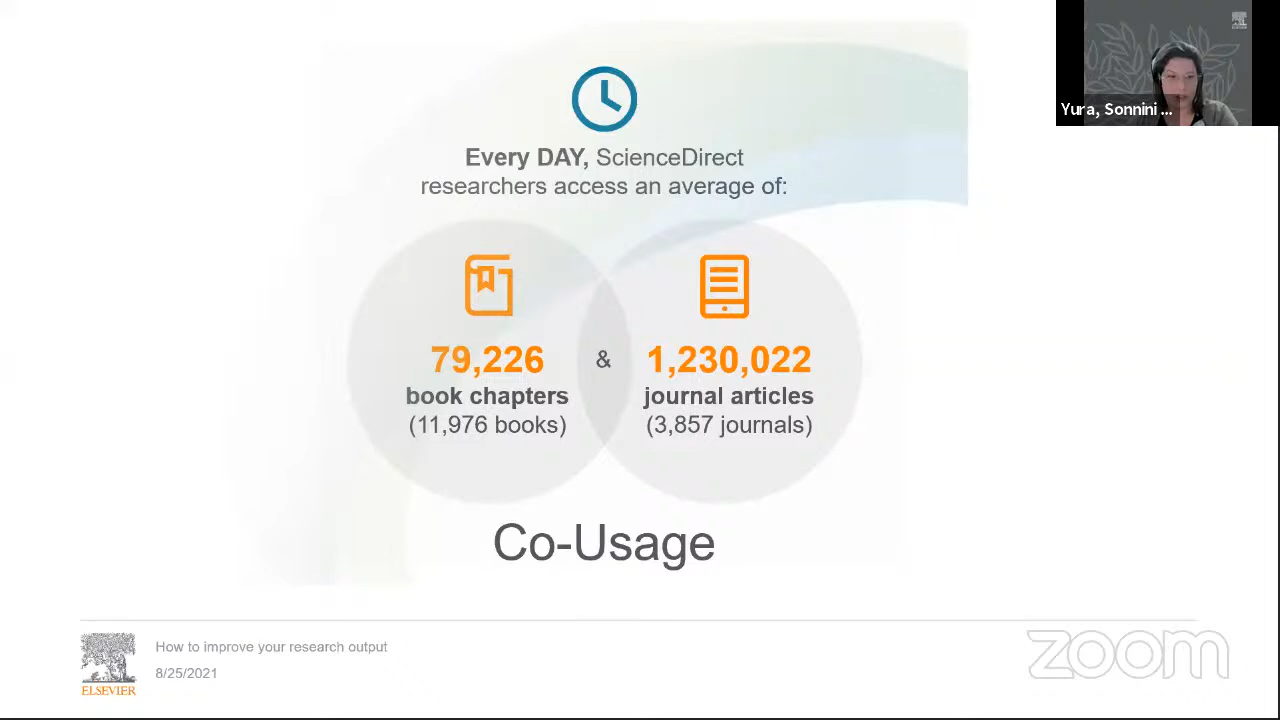 Every DAY, ScienceDirect
researchers access an average of:
79,226
book chapters
(11,976 books)
&
1,230,022
journal articles
(3,857 journals)
Co-Usage
How to improve your research output
8/25/2021
ELSEVIER
zoom
Yura, Sonnini ...